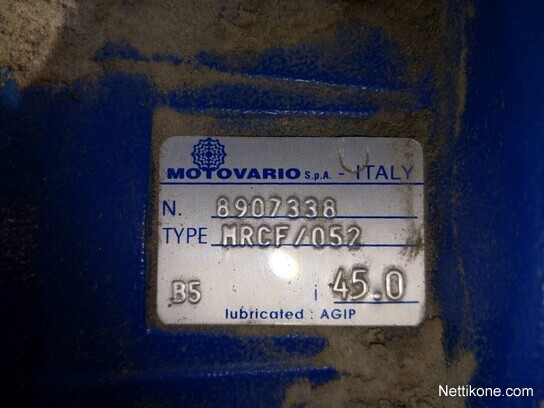 MOTOVARIO S.p.A. - ITALY
N. 8907338
TYPE MRCF/052
B5 i 45.0
lubricated : AGIP
Nettikone.com